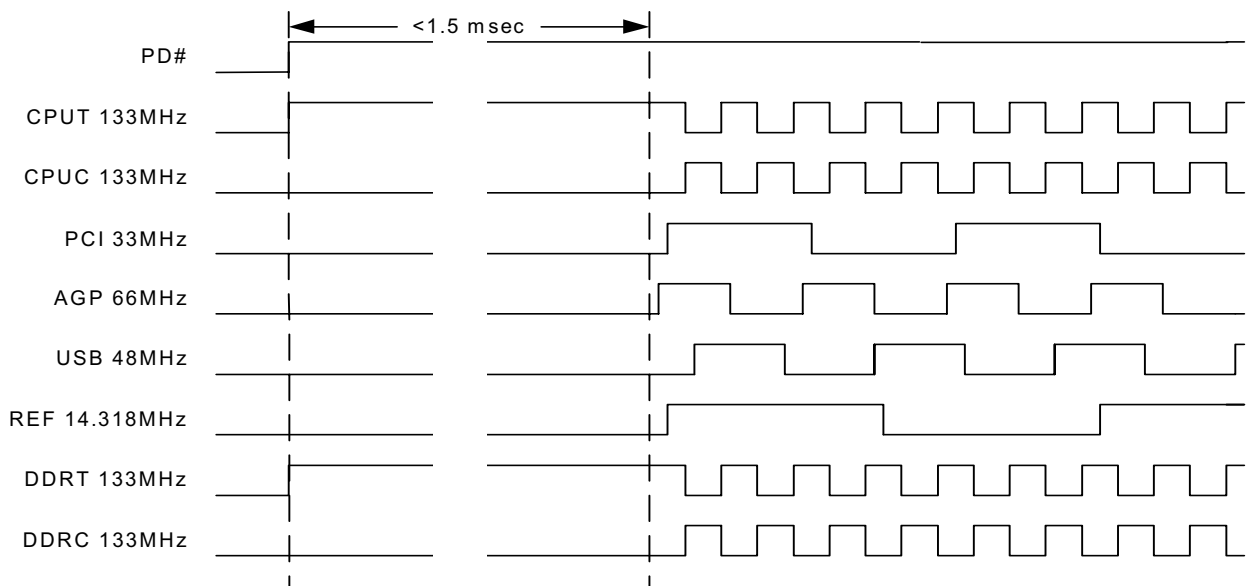 <1.5 msec
PD#
CPUT 133MHz
CPUC 133MHz
PCI 33MHz
AGP 66MHz
USB 48MHz
REF 14.318MHz
DDRT 133MHz
DDRC 133MHz